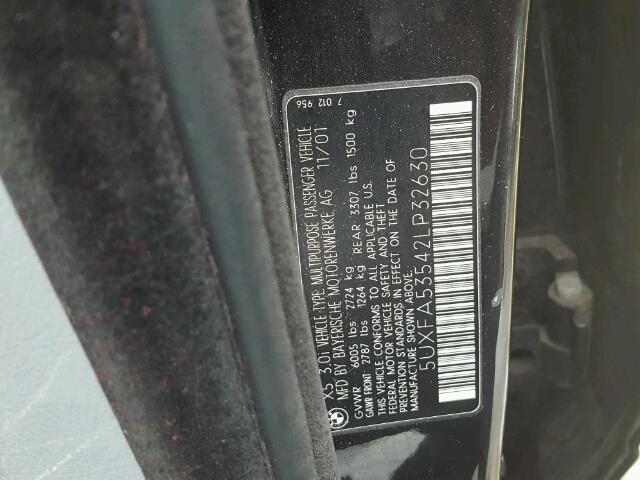 X5 3.0i VEHICLE TYPE: MULTIPURPOSE PASSENGER VEHICLE
MFD BY BAYERISCHE MOTORENWERKE AG 11/01
GVWR 6005 lbs 2724 kg
GAWR FRONT 2787 lbs 1264 kg REAR 3307 lbs 1500 kg
THIS VEHICLE CONFORMS TO ALL APPLICABLE U.S.
FEDERAL MOTOR VEHICLE SAFETY AND THEFT
PREVENTION STANDARDS IN EFFECT ON THE DATE OF
MANUFACTURE SHOWN ABOVE.
5UXFA53542LP32630
7 012 956